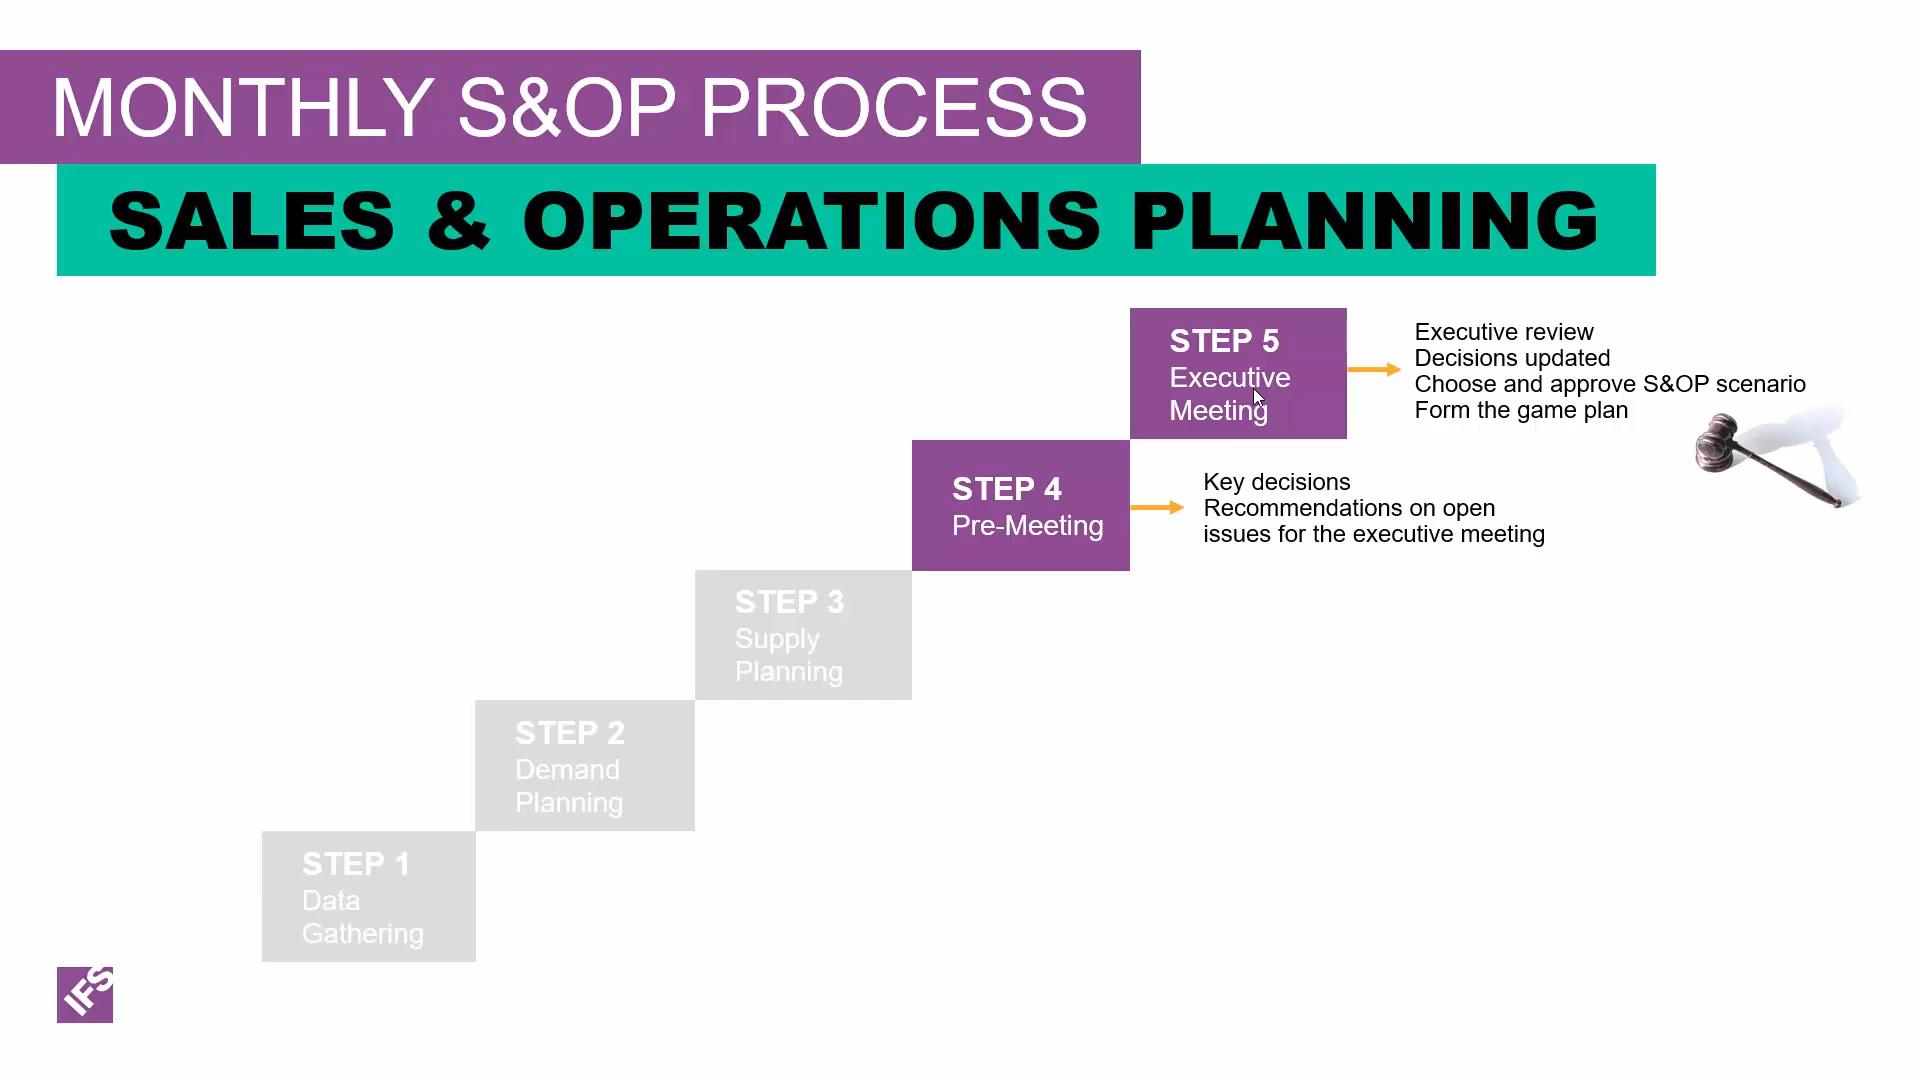 MONTHLY S&OP PROCESS
SALES & OPERATIONS PLANNING
STEP 5
Executive
Meeting
Executive review
Decisions updated
Choose and approve S&OP scenario
Form the game plan
STEP 4
Pre-Meeting
Key decisions
Recommendations on open
issues for the executive meeting
STEP 3
Supply
Planning
STEP 2
Demand
Planning
STEP 1
Data
Gathering
IFS